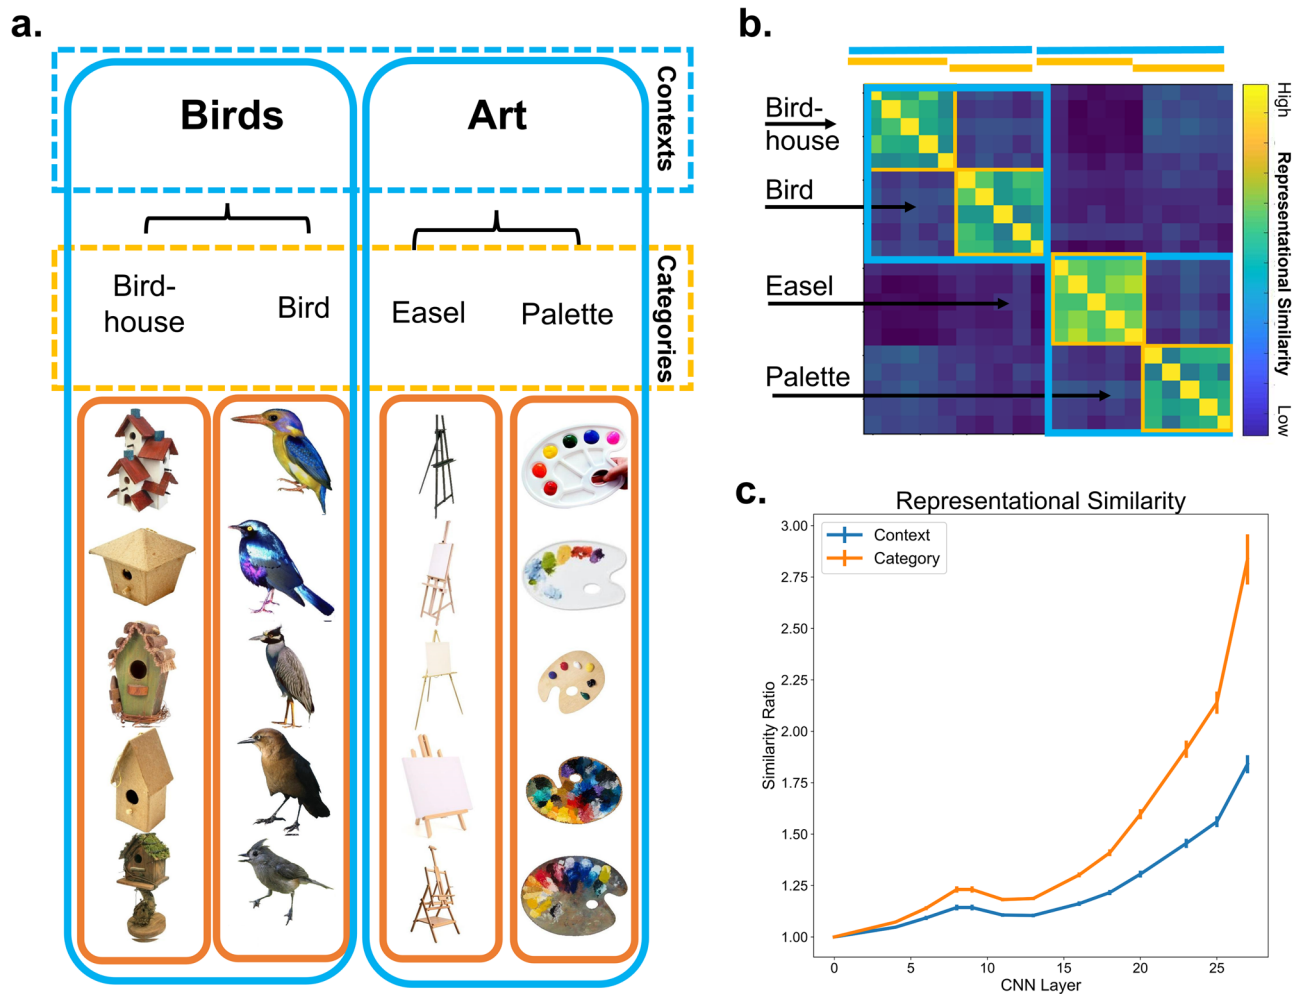 a.
Birds
Art
Contexts
Bird-
house
Bird
Easel
Palette
Categories
b.
Bird-
house
Bird
Easel
Palette
High
Representational Similarity
Low
c.
Representational Similarity
Context
Category
Similarity Ratio
3.00
2.75
2.50
2.25
2.00
1.75
1.50
1.25
1.00
0
5
10
15
20
25
CNN Layer